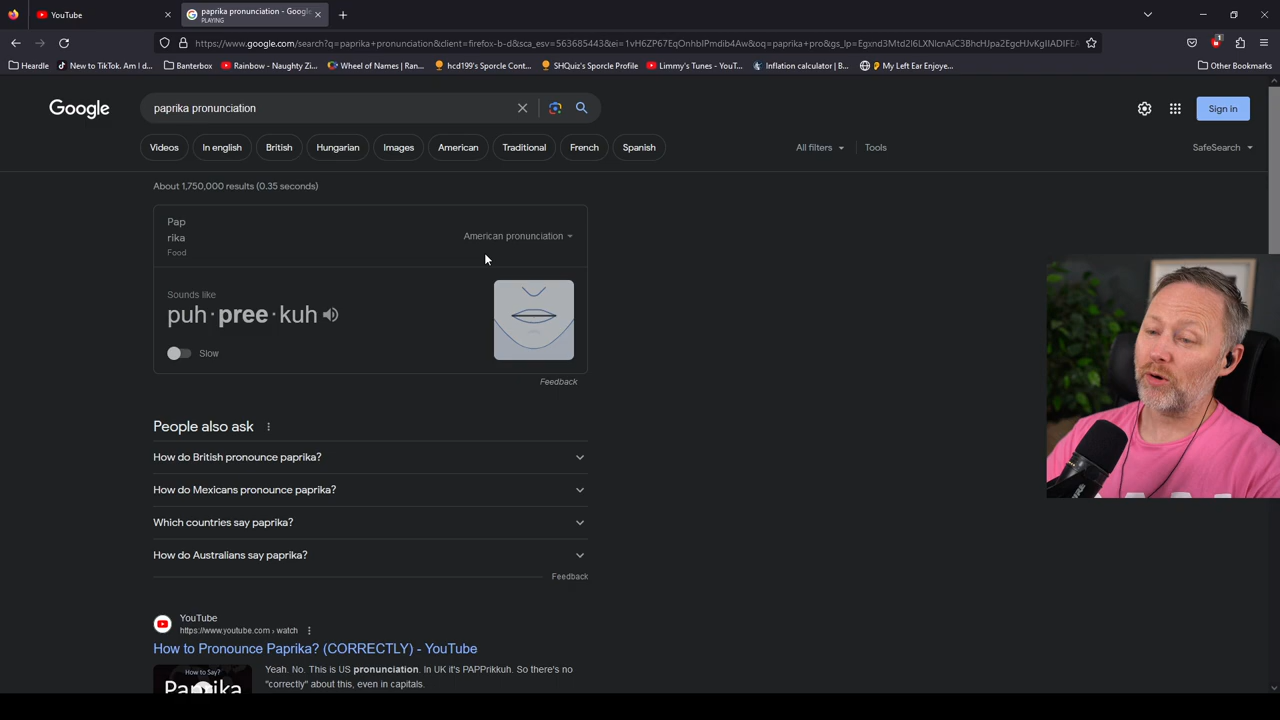 YouTube
paprika pronunciation - Google
PLAYING
https://www.google.com/search?q=paprika+pronunciation&client=firefox-b-d&sca_esv=563685443&ei=1vH6ZP67EqOnhbIPmdib4Aw&oq=paprika+pro&gs_lp=Egxnd3Mtd2l6LXNlcnAiC3BhcHJpa2EgcHJvKgIIADIFEA
Heardle
New to TikTok. Am I d...
Banterbox
Rainbow - Naughty Zi...
Wheel of Names | Ran...
hcd199's Sporcle Cont...
SHQuiz's Sporcle Profile
Limmy's Tunes - YouT...
Inflation calculator | B...
My Left Ear Enjoye...
Other Bookmarks
Google
paprika pronunciation
Sign in
Videos
In english
British
Hungarian
Images
American
Traditional
French
Spanish
All filters
Tools
SafeSearch
About 1,750,000 results (0.35 seconds)
Pap
rika
Food
American pronunciation
Sounds like
puh · pree · kuh
Slow
Feedback
People also ask
How do British pronounce paprika?
How do Mexicans pronounce paprika?
Which countries say paprika?
How do Australians say paprika?
Feedback
YouTube
https://www.youtube.com › watch
How to Pronounce Paprika? (CORRECTLY) - YouTube
How to Say?
Paprika
Yeah. No. This is US pronunciation. In UK it's PAPPrikkuh. So there's no
"correctly" about this, even in capitals.